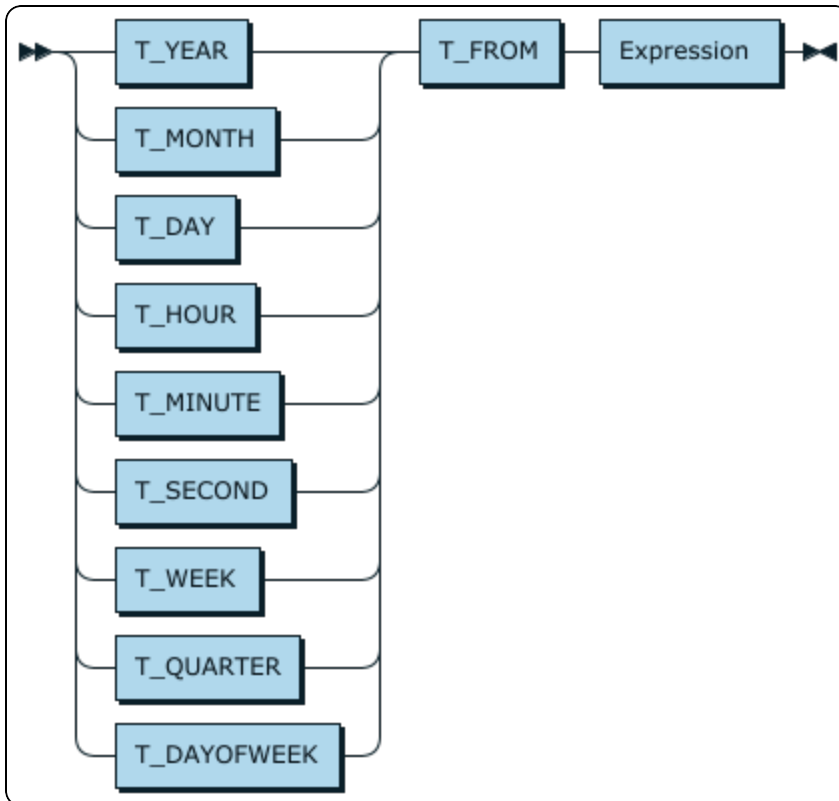 T_YEAR T_FROM Expression
T_MONTH
T_DAY
T_HOUR
T_MINUTE
T_SECOND
T_WEEK
T_QUARTER
T_DAYOFWEEK